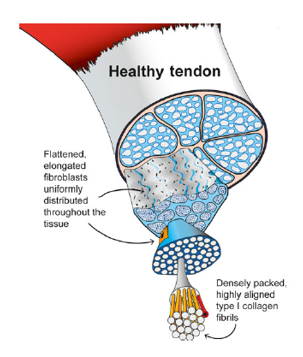 Healthy tendon
Flattened,
elongated
fibroblasts
uniformly
distributed
throughout the
tissue
Densely packed,
highly aligned
type I collagen
fibrils